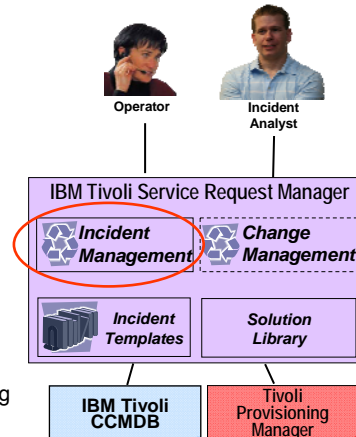 Operator
Incident
Analyst
IBM Tivoli Service Request Manager
Incident
Management
Change
Management
Incident
Templates
Solution
Library
g
IBM Tivoli
CCMDB
Tivoli
Provisioning
Manager